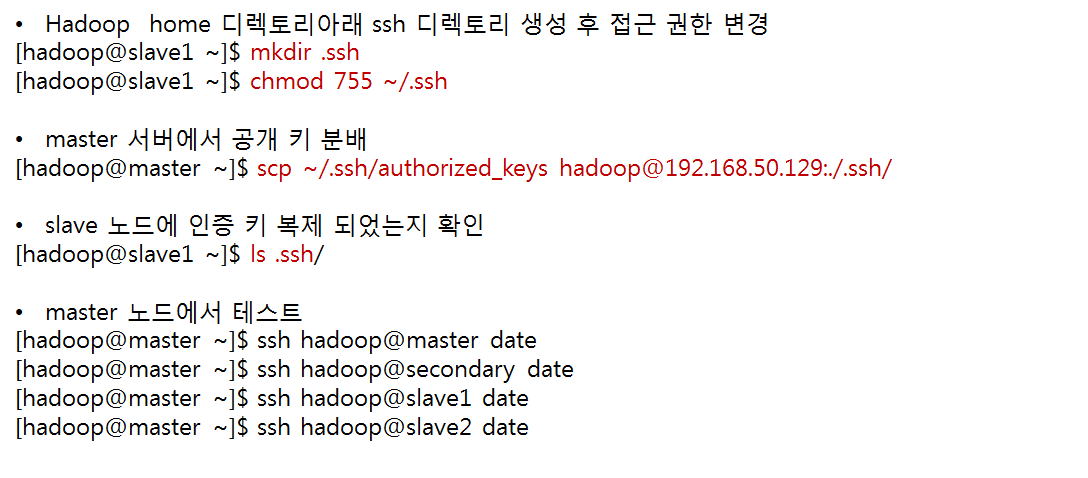 • Hadoop home 디렉토리아래 ssh 디렉토리 생성 후 접근 권한 변경
[hadoop@slave1 ~]$ mkdir .ssh
[hadoop@slave1 ~]$ chmod 755 ~/.ssh
• master 서버에서 공개 키 분배
[hadoop@master ~]$ scp ~/.ssh/authorized_keys hadoop@192.168.50.129:./.ssh/
• slave 노드에 인증 키 복제 되었는지 확인
[hadoop@slave1 ~]$ ls .ssh/
• master 노드에서 테스트
[hadoop@master ~]$ ssh hadoop@master date
[hadoop@master ~]$ ssh hadoop@secondary date
[hadoop@master ~]$ ssh hadoop@slave1 date
[hadoop@master ~]$ ssh hadoop@slave2 date